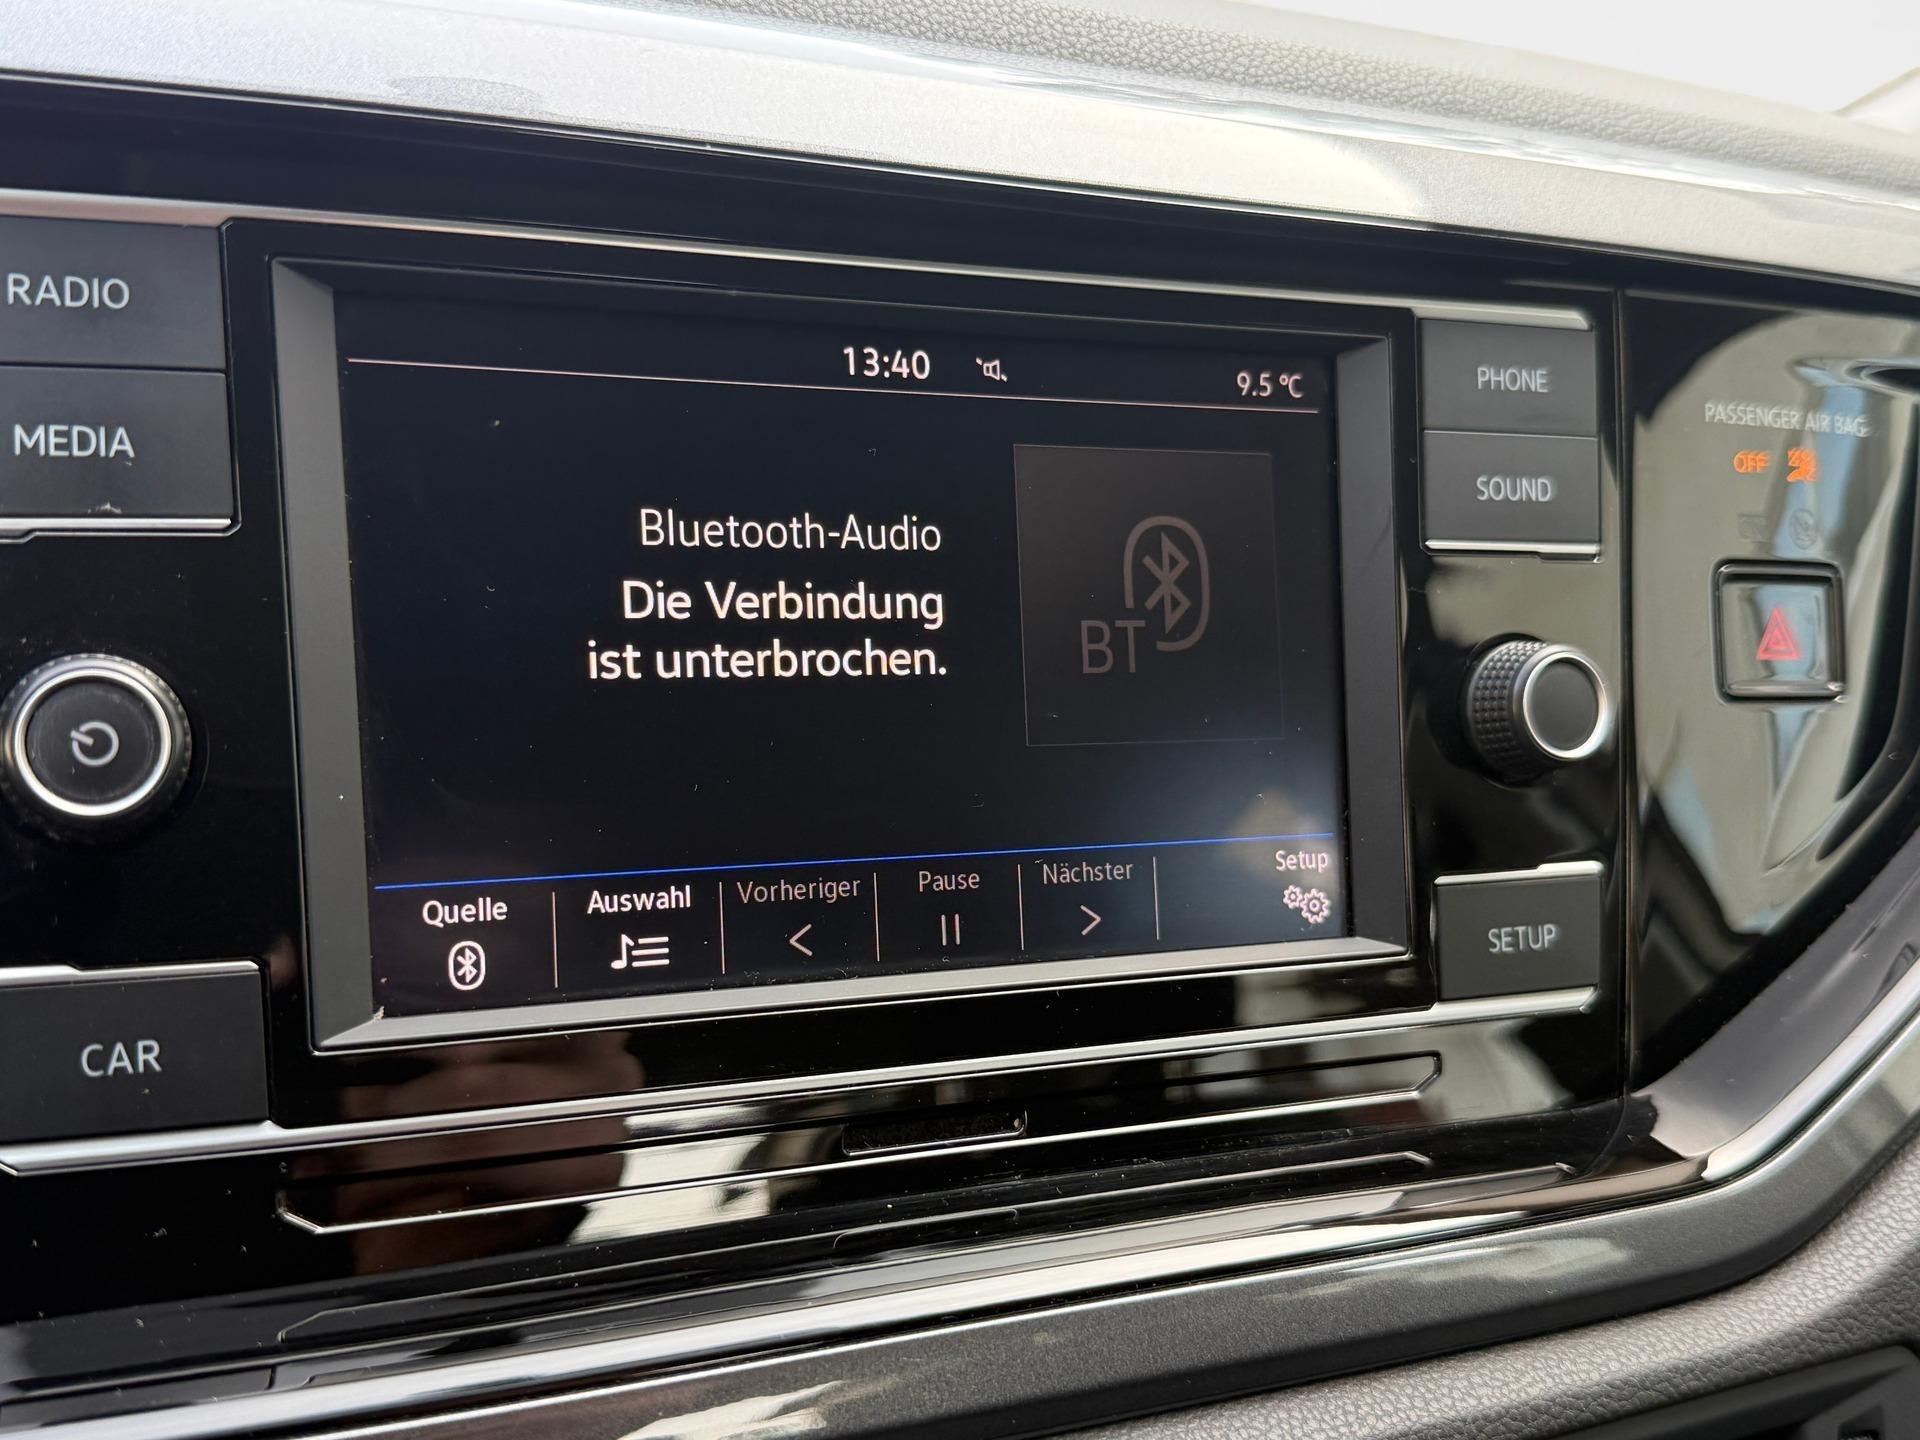 RADIO
MEDIA
CAR
13:40
9.5 °C
Bluetooth-Audio
Die Verbindung
ist unterbrochen.
BT
Quelle
Auswahl
Vorheriger
Pause
Nächster
Setup
PHONE
SOUND
SETUP
PASSENGER AIR BAG
OFF